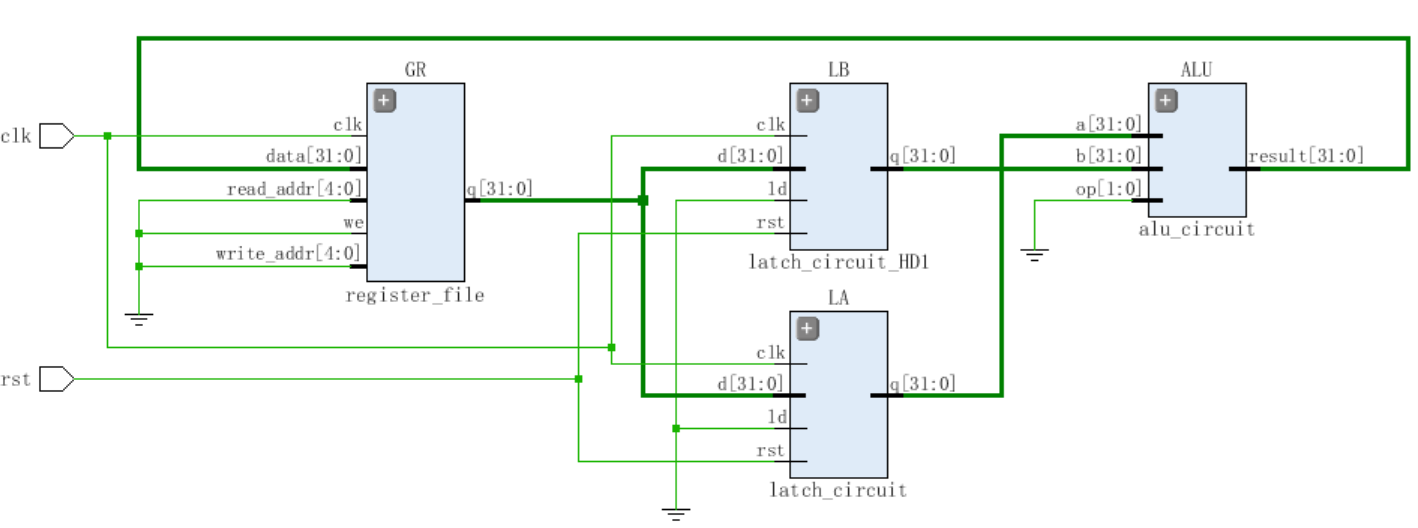 GR
clk
clk
data[31:0]
read_addr[4:0]
we
write_addr[4:0]
q[31:0]
register_file
rst
LB
clk
d[31:0]
ld
rst
q[31:0]
latch_circuit_HD1
LA
clk
d[31:0]
ld
rst
q[31:0]
latch_circuit
ALU
a[31:0]
b[31:0]
op[1:0]
result[31:0]
alu_circuit